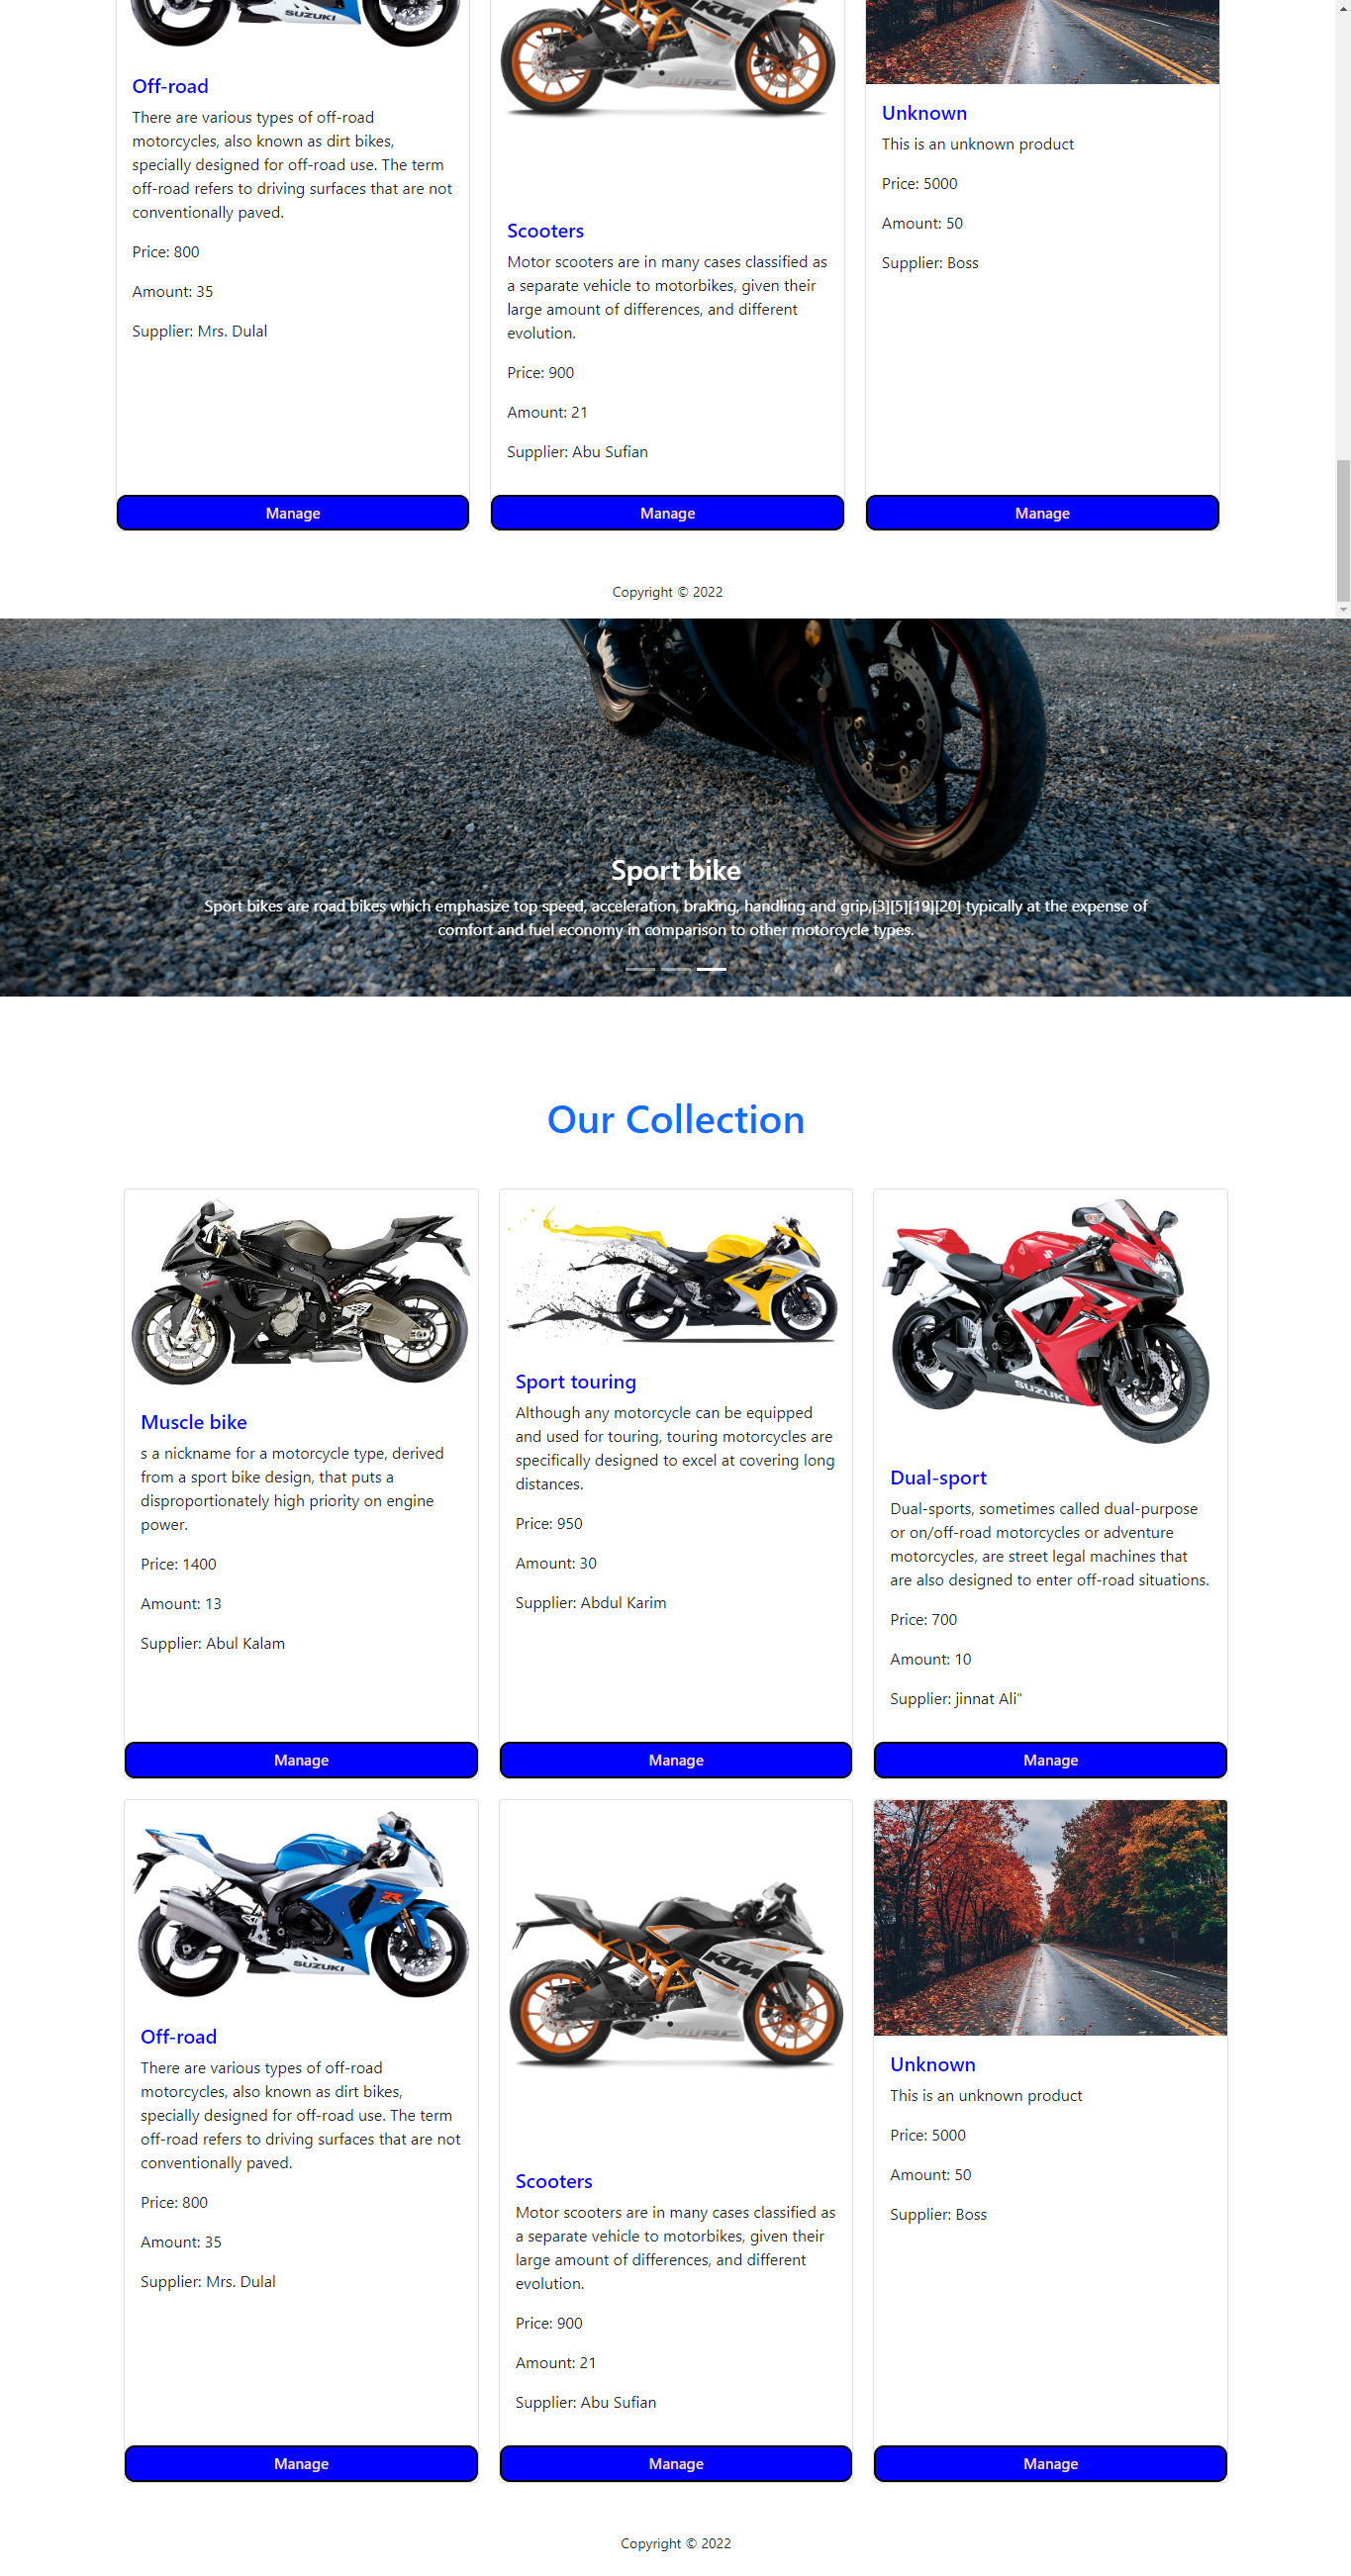 SUZUKI
KTM
RC
Off-road
There are various types of off-road
motorcycles, also known as dirt bikes,
specially designed for off-road use. The term
off-road refers to driving surfaces that are not
conventionally paved.
Price: 800
Amount: 35
Supplier: Mrs. Dulal
Manage
Scooters
Motor scooters are in many cases classified as
a separate vehicle to motorbikes, given their
large amount of differences, and different
evolution.
Price: 900
Amount: 21
Supplier: Abu Sufian
Manage
Unknown
This is an unknown product
Price: 5000
Amount: 50
Supplier: Boss
Manage
Copyright © 2022
Sport bike
Sport bikes are road bikes which emphasize top speed, acceleration, braking, handling and grip,[3][5][19][20] typically at the expense of
comfort and fuel economy in comparison to other motorcycle types.
Our Collection
Muscle bike
s a nickname for a motorcycle type, derived
from a sport bike design, that puts a
disproportionately high priority on engine
power.
Price: 1400
Amount: 13
Supplier: Abul Kalam
Manage
Sport touring
Although any motorcycle can be equipped
and used for touring, touring motorcycles are
specifically designed to excel at covering long
distances.
Price: 950
Amount: 30
Supplier: Abdul Karim
Manage
SUZUKI
Dual-sport
Dual-sports, sometimes called dual-purpose
or on/off-road motorcycles or adventure
motorcycles, are street legal machines that
are also designed to enter off-road situations.
Price: 700
Amount: 10
Supplier: jinnat Ali"
Manage
R
SUZUKI
Off-road
There are various types of off-road
motorcycles, also known as dirt bikes,
specially designed for off-road use. The term
off-road refers to driving surfaces that are not
conventionally paved.
Price: 800
Amount: 35
Supplier: Mrs. Dulal
Manage
KTM
RC
Scooters
Motor scooters are in many cases classified as
a separate vehicle to motorbikes, given their
large amount of differences, and different
evolution.
Price: 900
Amount: 21
Supplier: Abu Sufian
Manage
Unknown
This is an unknown product
Price: 5000
Amount: 50
Supplier: Boss
Manage
Copyright © 2022